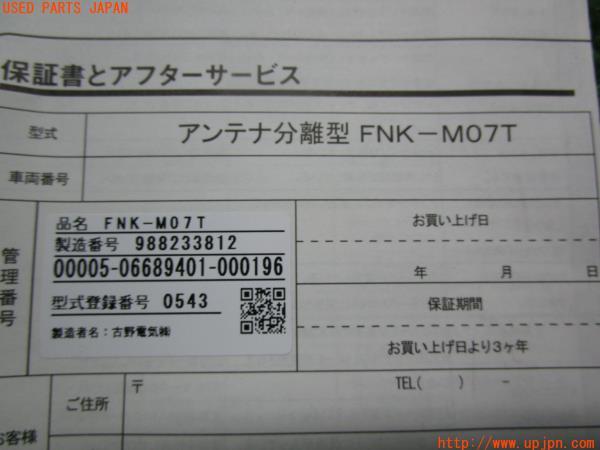 USED PARTS JAPAN
保証書とアフターサービス
型式
アンテナ分離型 FNK−M07T
車両番号
管理番号
品名 FNK-M07T
製造番号 988233812
00005-06689401-000196
型式登録番号 0543
製造者名:古野電気㈱
お買い上げ日
年 月 日
保証期間
お買い上げ日より3ヶ年
お客様
ご住所
〒
TEL( ) -
http://www.upjpn.com/